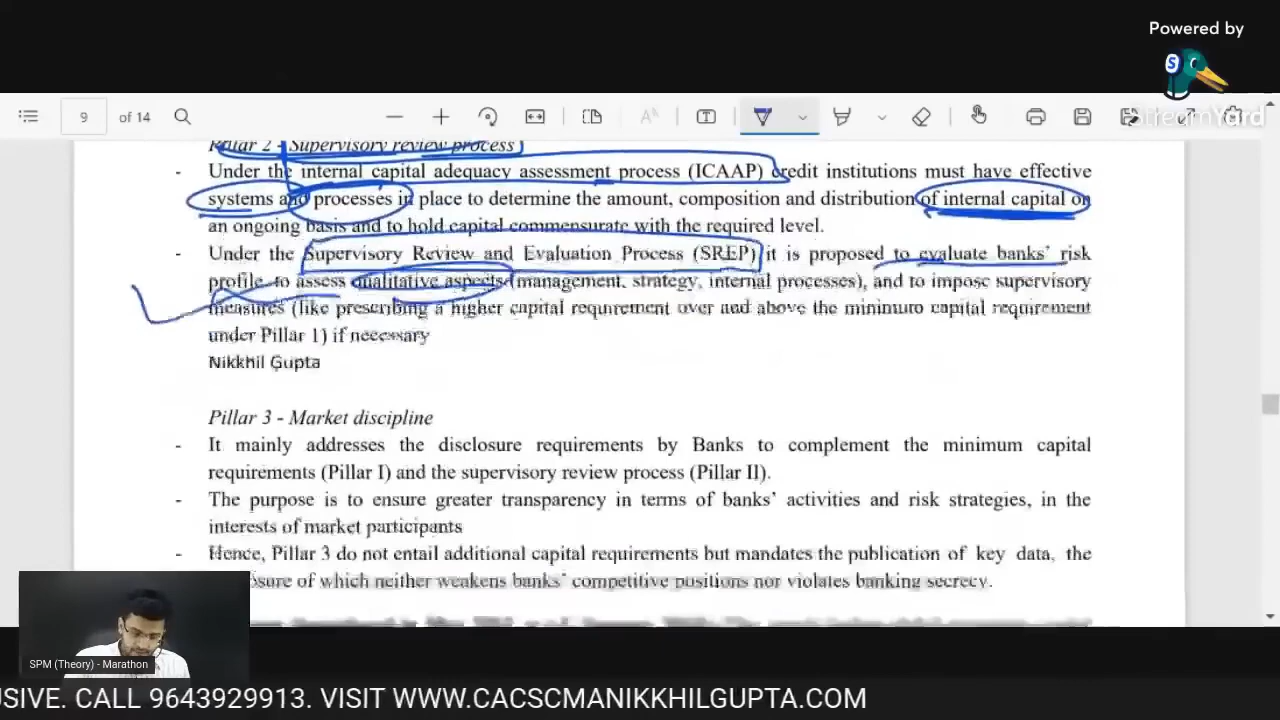 Powered by
S
9 of 14
StreamYard
Pillar 2 - Supervisory review process
- Under the internal capital adequacy assessment process (ICAAP) credit institutions must have effective
systems and processes in place to determine the amount, composition and distribution of internal capital on
an ongoing basis and to hold capital commensurate with the required level.
- Under the Supervisory Review and Evaluation Process (SREP) it is proposed to evaluate banks' risk
profile to assess qualitative aspects (management, strategy, internal processes), and to impose supervisory
measures (like prescribing a higher capital requirement over and above the minimum capital requirement
under Pillar 1) if necessary
Nikkhil Gupta
Pillar 3 - Market discipline
- It mainly addresses the disclosure requirements by Banks to complement the minimum capital
requirements (Pillar I) and the supervisory review process (Pillar II).
- The purpose is to ensure greater transparency in terms of banks' activities and risk strategies, in the
interests of market participants
- Hence, Pillar 3 do not entail additional capital requirements but mandates the publication of key data, the
osure of which neither weakens banks' competitive positions nor violates banking secrecy.
SPM (Theory) - Marathon
USIVE. CALL 9643929913. VISIT WWW.CACSCMANIKKHILGUPTA.COM